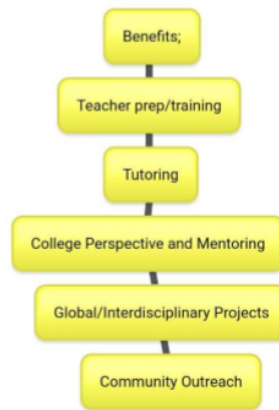 Benefits;
Teacher prep/training
Tutoring
College Perspective and Mentoring
Global/Interdisciplinary Projects
Community Outreach